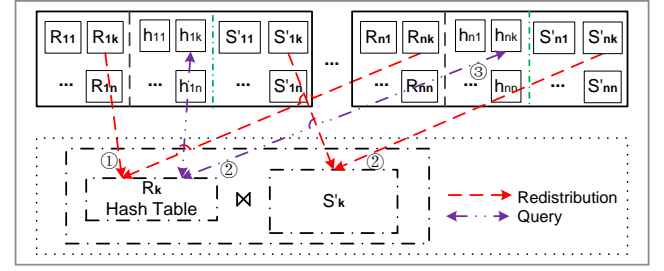 R11 R1k h11 h1k S'11 S'1k ... Rn1 Rnk hn1 hnk S'n1 S'nk
... R1n ... h1n ... S'1n ... Rnn ... hnn ... S'nn
③
① ② ②
Rk
Hash Table ⋈ S'k
Redistribution
Query